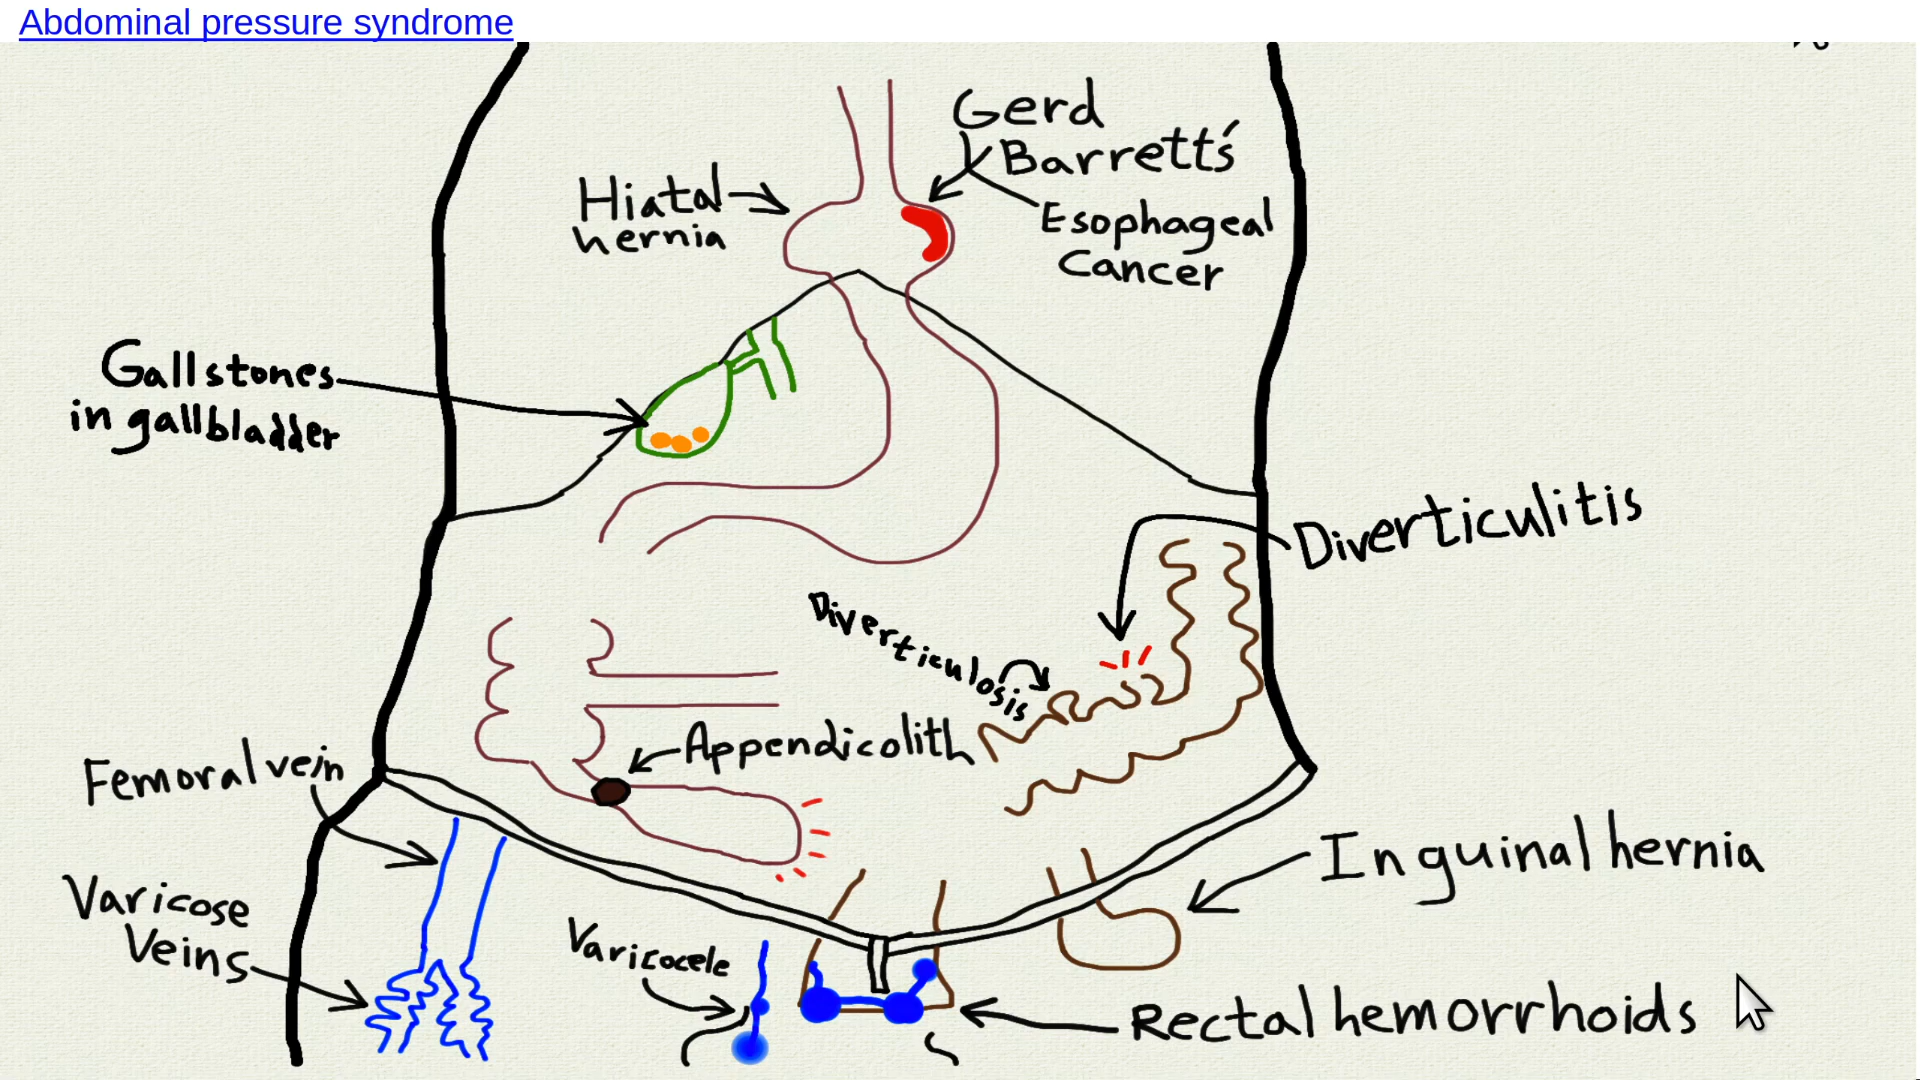 Abdominal pressure syndrome
Gerd
Barrett's
Esophageal
Cancer
Hiatal
hernia
Gallstones
in gallbladder
Diverticulitis
Diverticulosis
Appendicolith
Femoral vein
Varicose
Veins
Varicocele
Inguinal hernia
Rectal hemorrhoids